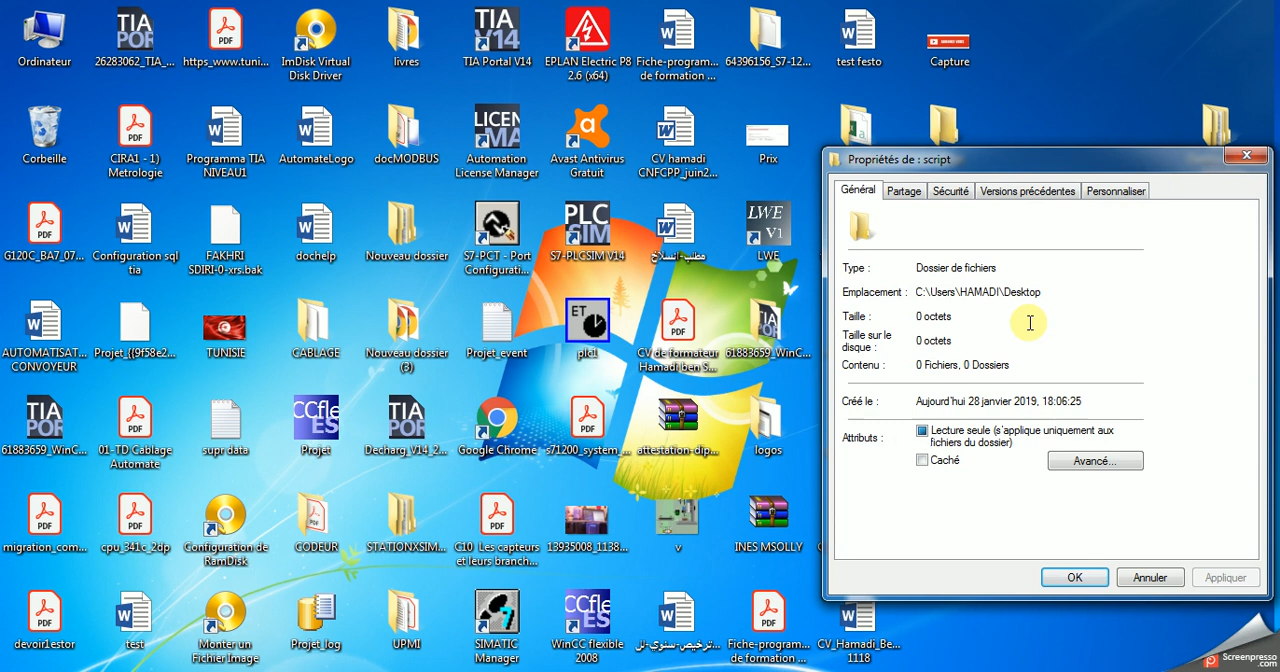 Ordinateur
26283062_TIA_...
https_www.tuni...
ImDisk Virtual
Disk Driver
livres
TIA Portal V14
EPLAN Electric P8
2.6 (x64)
Fiche-program...
de formation ...
64396156_S7-12...
test festo
Capture
Corbeille
CIRA1 - 1)
Metrologie
Programma TIA
NIVEAU1
AutomateLogo
docMODBUS
Automation
License Manager
Avast Antivirus
Gratuit
CV hamadi
CNFCPP_juin2...
Prix
G120C_BA7_07...
Configuration sql
tia
FAKHRI
SDIRI-0-xrs.bak
dochelp
Nouveau dossier
S7-PCT - Port
Configurati...
S7-PLCSIM V14
مطلب-انسلاخ
LWE
AUTOMATISAT...
CONVOYEUR
Projet_{{9f58e2...
TUNISIE
CABLAGE
Nouveau dossier
(3)
Projet_event
plc1
CV de formateur
Hamadi ben S...
61883659_WinC...
61883659_WinC...
01-TD Cablage
Automate
supr data
Projet
Decharg_V14_2...
Google Chrome
s71200_system_...
attestation-dip...
logos
migration_com...
cpu_341c_2dp
Configuration de
RamDisk
CODEUR
STATIONXSIM...
C10 Les capteurs
et leurs branch...
13935008_1138...
v
INES MSOLLY
devoir1estor
test
Monter un
Fichier Image
Projet_log
UPMI
SIMATIC
Manager
WinCC flexible
2008
Fiche-program...
de formation ...
CV_Hamadi_Be...
1118
Propriétés de : script
Général
Partage
Sécurité
Versions précédentes
Personnaliser
Type :
Dossier de fichiers
Emplacement :
C:\Users\HAMADI\Desktop
Taille :
0 octets
Taille sur le
disque :
0 octets
Contenu :
0 Fichiers, 0 Dossiers
Créé le :
Aujourd'hui 28 janvier 2019, 18:06:25
Attributs :
Lecture seule (s'applique uniquement aux
fichiers du dossier)
Caché
Avancé...
OK
Annuler
Appliquer
Screenpresso
.com